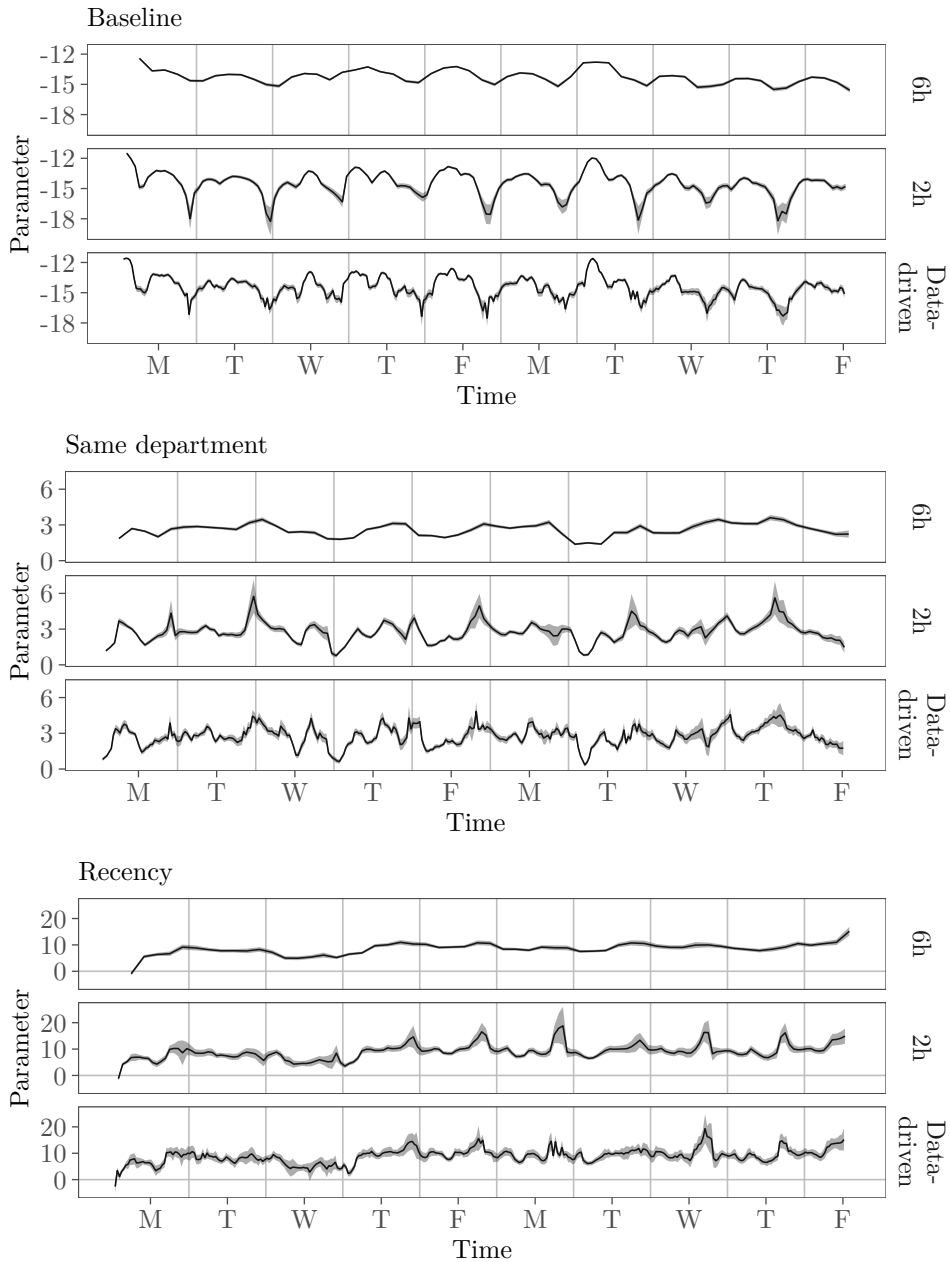 Baseline
-12
-15
-18
6h
-12
-15
-18
2h
-12
-15
-18
Data-
driven
Parameter
M T W T F M T W T F
Time
Same department
6
3
0
6h
6
3
0
2h
6
3
0
Data-
driven
Parameter
M T W T F M T W T F
Time
Recency
20
10
0
6h
20
10
0
2h
20
10
0
Data-
driven
Parameter
M T W T F M T W T F
Time